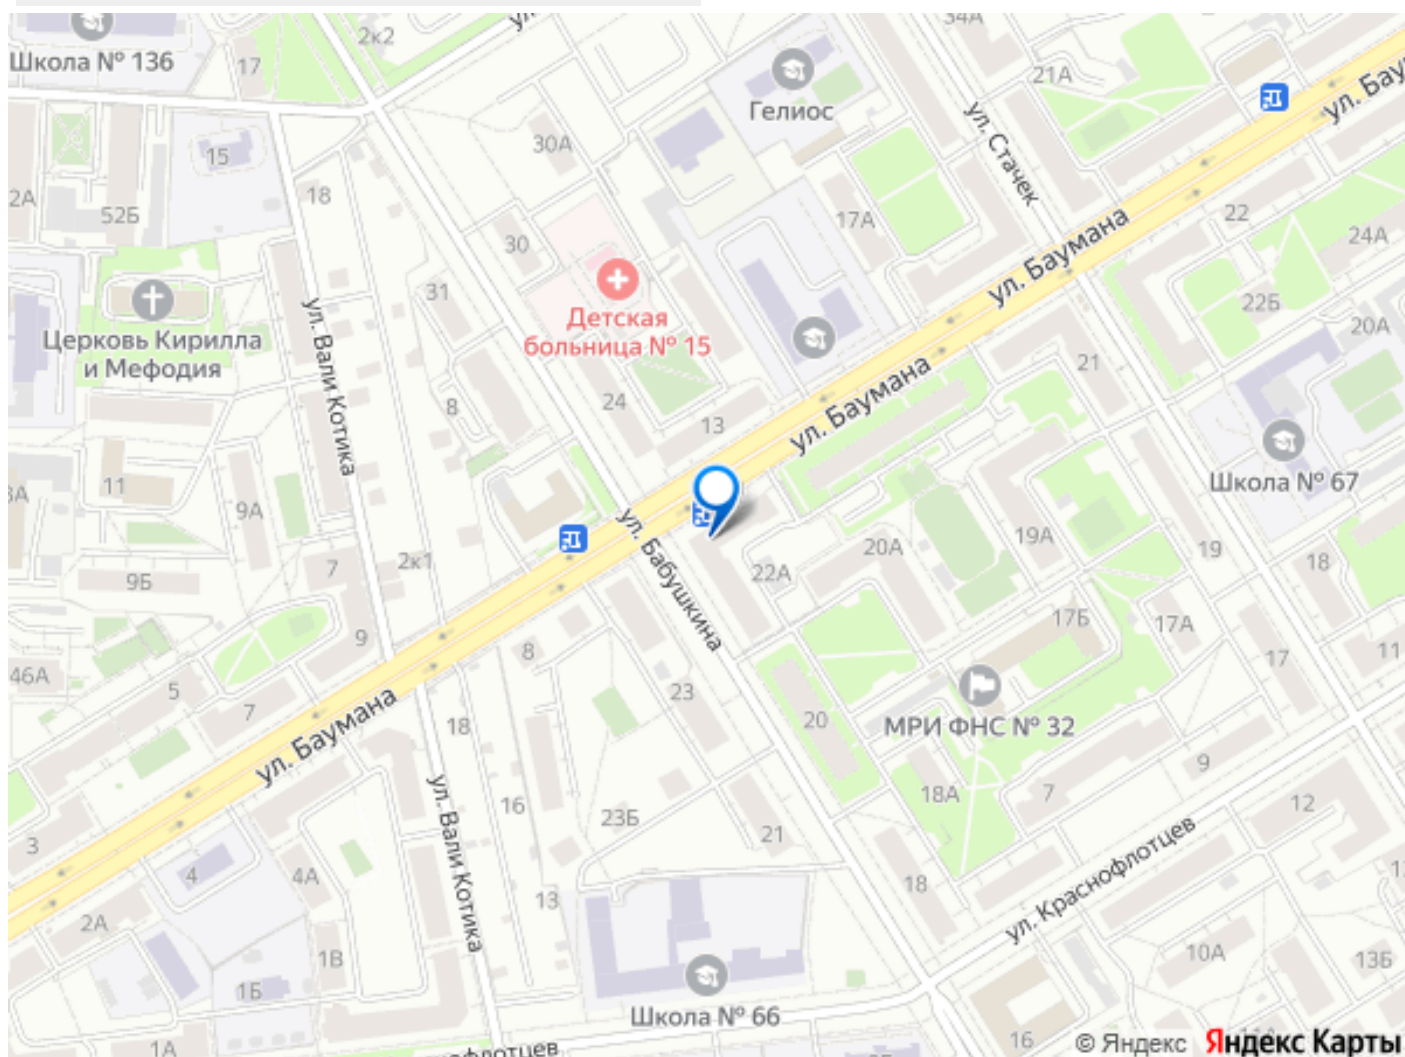 34А
ул.
2к2
Школа № 136
17
21А
ул. Бау
Гелиос
ул. Стачек
30А
15
18
2А
52Б
17А
22
24А
ул. Баумана
30
31
22Б
20А
Детская
больница № 15
Церковь Кирилла
и Мефодия
ул. Вали Котика
21
8
24
13
ул. Баумана
Школа № 67
11
3А
9А
ул. Бабушкина
19А
20А
19
18
2к1
7
9Б
22А
17Б
17А
9
8
11
17
46А
5
23
7
МРИ ФНС № 32
20
18
ул. Баумана
ул. Вали Котика
9
18А
7
12
16
23Б
21
3
ул. Краснофлотцев
4
4А
18
13
2А
10А
13Б
1В
1Б
Школа № 66
16
1А
© Яндекс Яндекс Карты